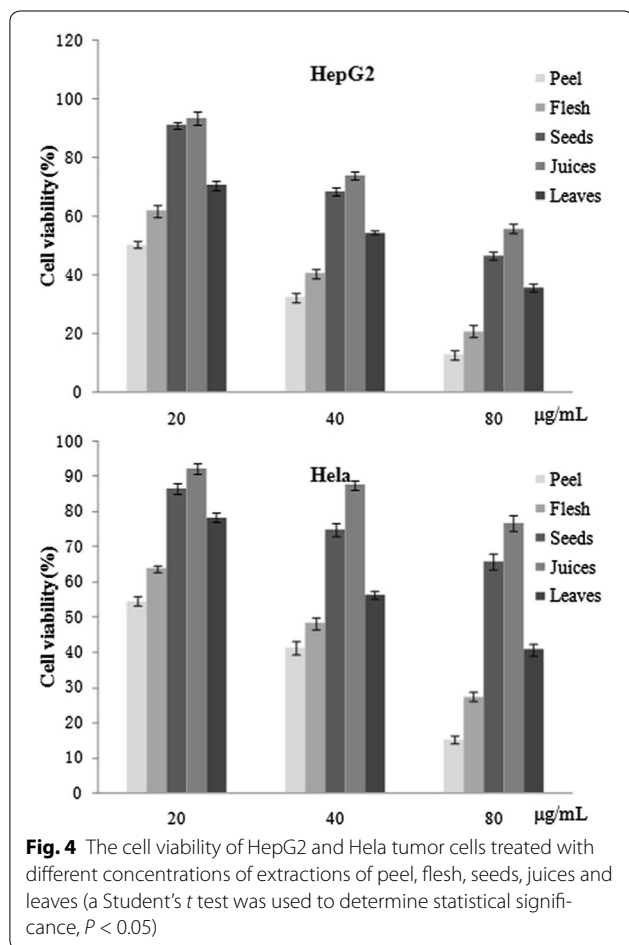 HepG2
Cell viability (%)
120
100
80
60
40
20
0
Peel
Flesh
Seeds
Juices
Leaves
20 40 80 µg/mL
Hela
Cell viability (%)
100
90
80
70
60
50
40
30
20
10
0
Peel
Flesh
Seeds
Juices
Leaves
20 40 80 µg/mL
Fig. 4 The cell viability of HepG2 and Hela tumor cells treated with
different concentrations of extractions of peel, flesh, seeds, juices and
leaves (a Student’s t test was used to determine statistical signifi-
cance, P < 0.05)